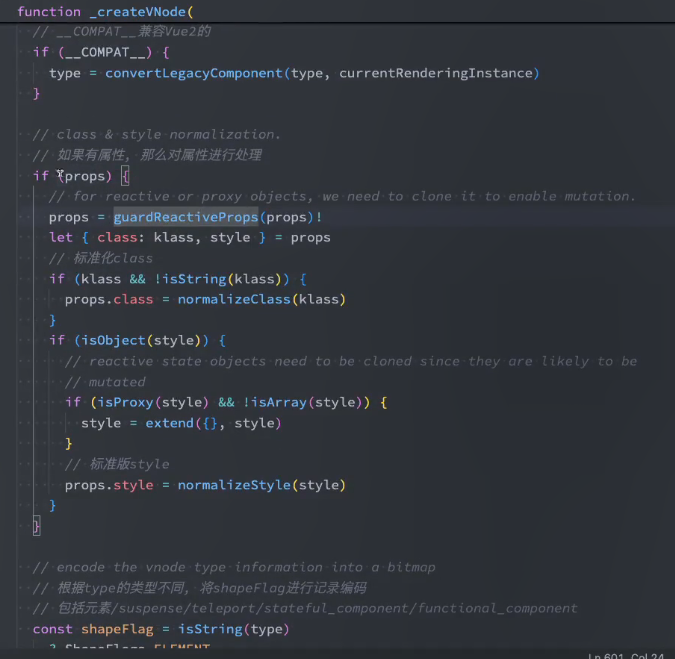 function _createVNode(
// __COMPAT__兼容Vue2的
if (__COMPAT__) {
type = convertLegacyComponent(type, currentRenderingInstance)
}
// class & style normalization.
// 如果有属性, 那么对属性进行处理
if (props) {
// for reactive or proxy objects, we need to clone it to enable mutation.
props = guardReactiveProps(props)!
let { class: klass, style } = props
// 标准化class
if (klass && !isString(klass)) {
props.class = normalizeClass(klass)
}
if (isObject(style)) {
// reactive state objects need to be cloned since they are likely to be
// mutated
if (isProxy(style) && !isArray(style)) {
style = extend({}, style)
}
// 标准版style
props.style = normalizeStyle(style)
}
}
// encode the vnode type information into a bitmap
// 根据type的类型不同, 将shapeFlag进行记录编码
// 包括元素/suspense/teleport/stateful_component/functional_component
const shapeFlag = isString(type)
? ShapeFlags.ELEMENT
Ln 601, Col 24